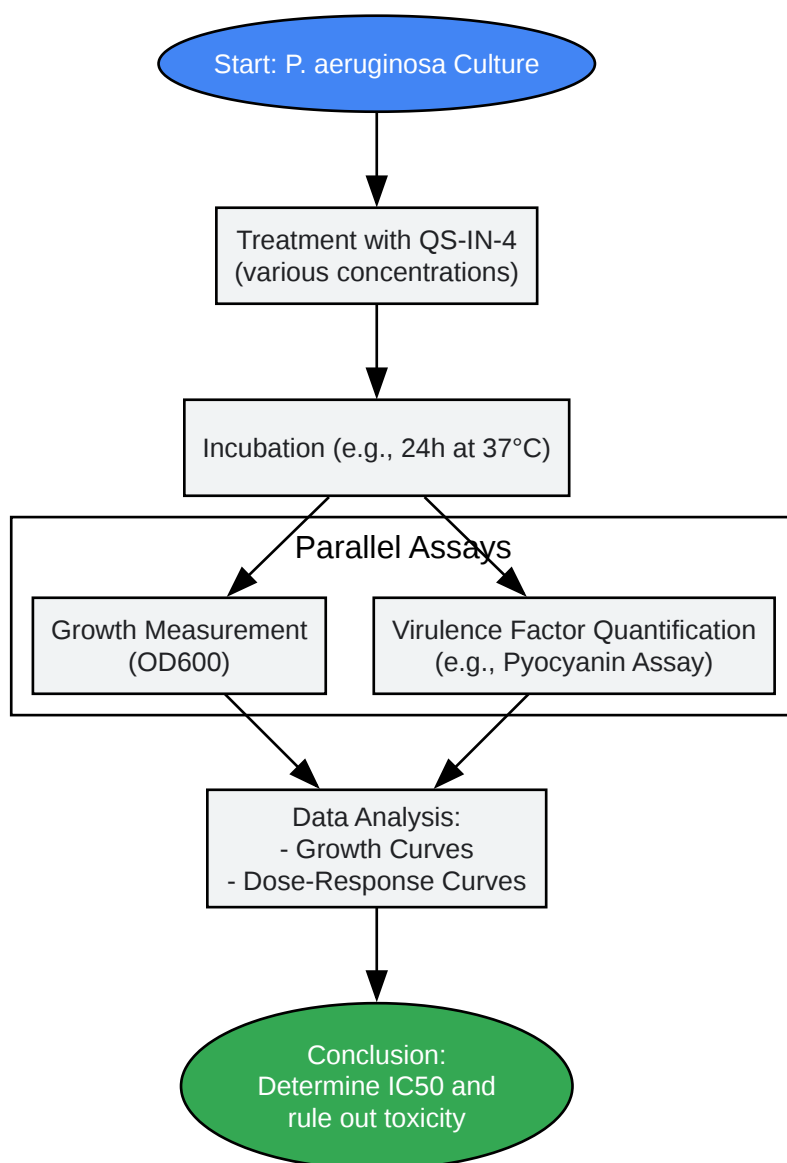 Start: P. aeruginosa Culture
Treatment with QS-IN-4
(various concentrations)
Incubation (e.g., 24h at 37°C)
Parallel Assays
Growth Measurement
(OD600)
Virulence Factor Quantification
(e.g., Pyocyanin Assay)
Data Analysis:
- Growth Curves
- Dose-Response Curves
Conclusion:
Determine IC50 and
rule out toxicity